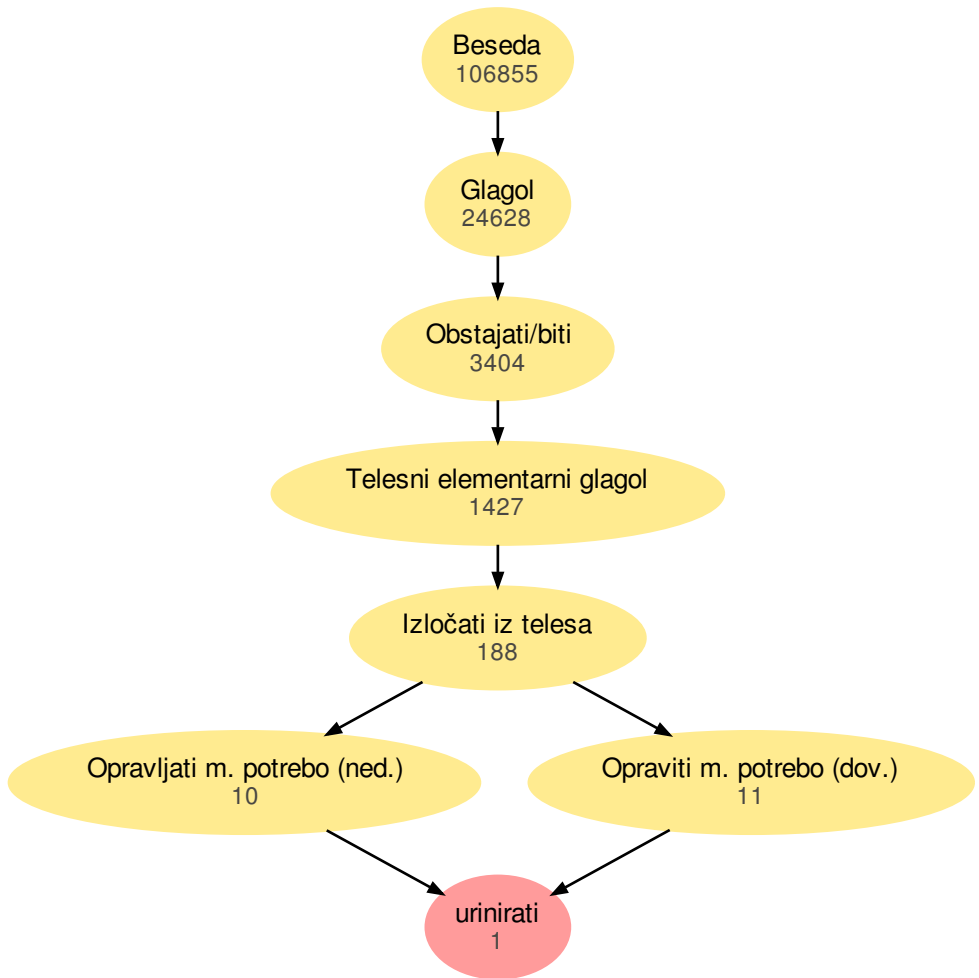 Beseda
106855
Glagol
24628
Obstajati/biti
3404
Telesni elementarni glagol
1427
Izločati iz telesa
188
Opravljati m. potrebo (ned.)
10
Opraviti m. potrebo (dov.)
11
urinirati
1